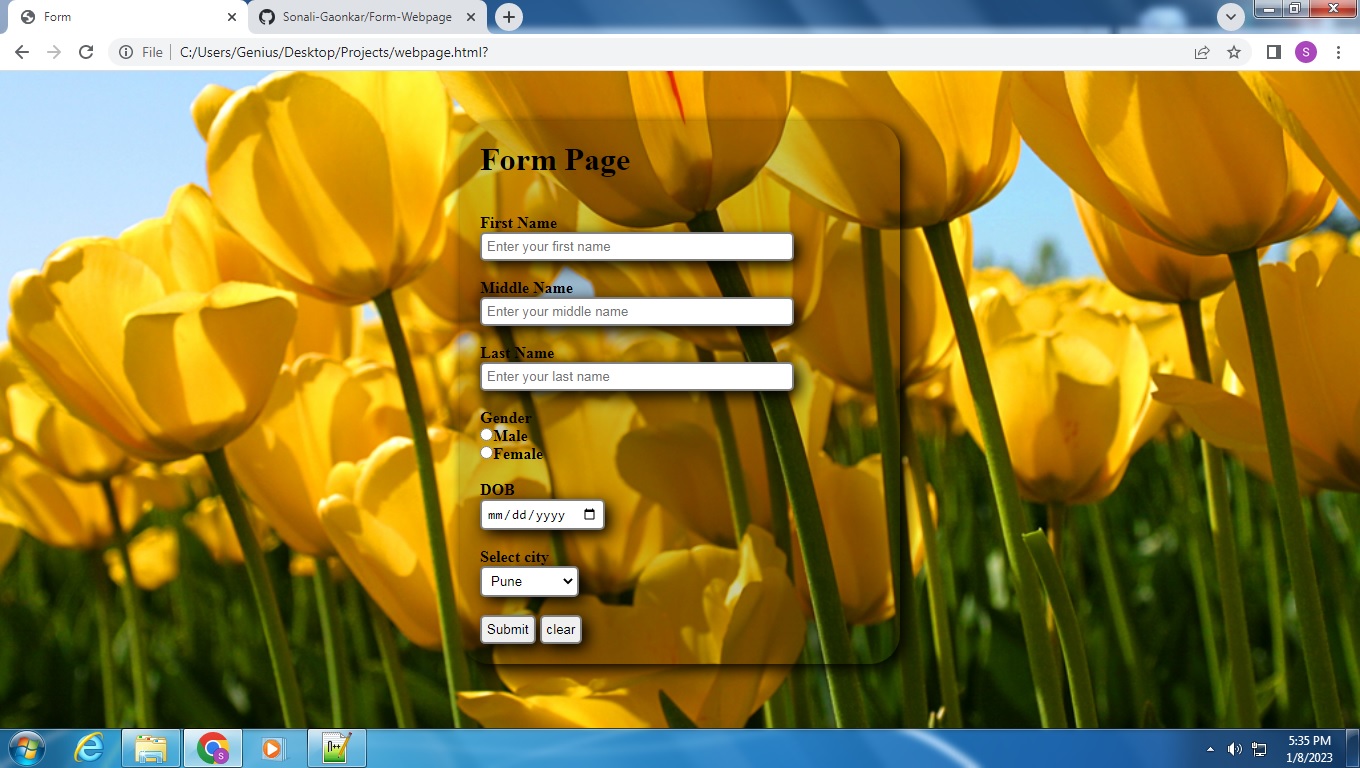 Form
Sonali-Gaonkar/Form-Webpage
File
C:/Users/Genius/Desktop/Projects/webpage.html?
S
Form Page
First Name
Enter your first name
Middle Name
Enter your middle name
Last Name
Enter your last name
Gender
Male
Female
DOB
mm/dd/yyyy
Select city
Pune
Submit clear
S
5:35 PM
1/8/2023